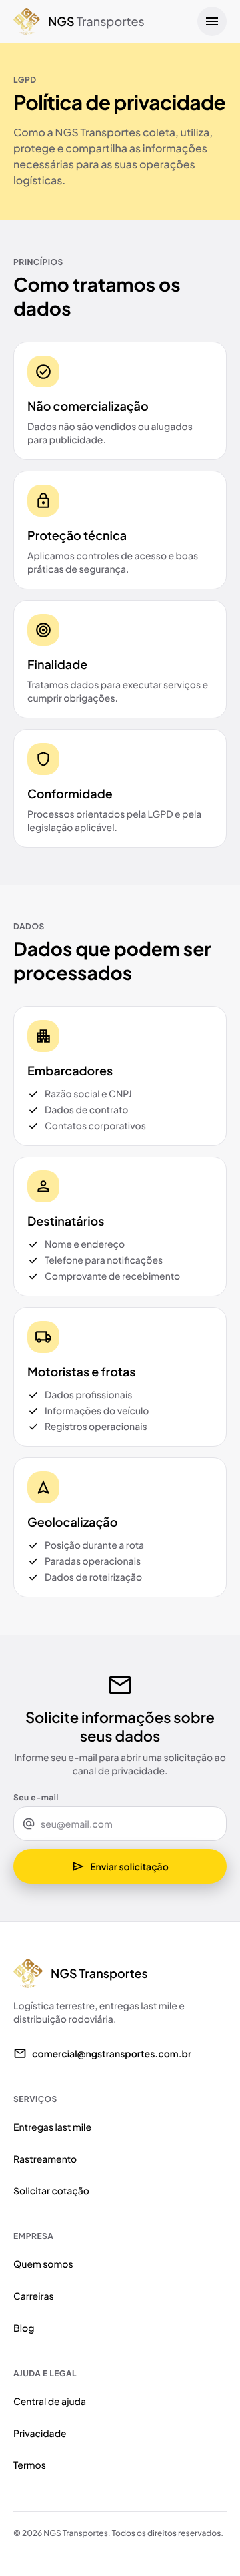 NGS Transportes
LGPD
Política de privacidade
Como a NGS Transportes coleta, utiliza,
protege e compartilha as informações
necessárias para as suas operações
logísticas.
PRINCÍPIOS
Como tratamos os
dados
Não comercialização
Dados não são vendidos ou alugados
para publicidade.
Proteção técnica
Aplicamos controles de acesso e boas
práticas de segurança.
Finalidade
Tratamos dados para executar serviços e
cumprir obrigações.
Conformidade
Processos orientados pela LGPD e pela
legislação aplicável.
DADOS
Dados que podem ser
processados
Embarcadores
Razão social e CNPJ
Dados de contrato
Contatos corporativos
Destinatários
Nome e endereço
Telefone para notificações
Comprovante de recebimento
Motoristas e frotas
Dados profissionais
Informações do veículo
Registros operacionais
Geolocalização
Posição durante a rota
Paradas operacionais
Dados de roteirização
Solicite informações sobre
seus dados
Informe seu e-mail para abrir uma solicitação ao
canal de privacidade.
Seu e-mail
seu@email.com
Enviar solicitação
NGS Transportes
Logística terrestre, entregas last mile e
distribuição rodoviária.
comercial@ngstransportes.com.br
SERVIÇOS
Entregas last mile
Rastreamento
Solicitar cotação
EMPRESA
Quem somos
Carreiras
Blog
AJUDA E LEGAL
Central de ajuda
Privacidade
Termos
© 2026 NGS Transportes. Todos os direitos reservados.